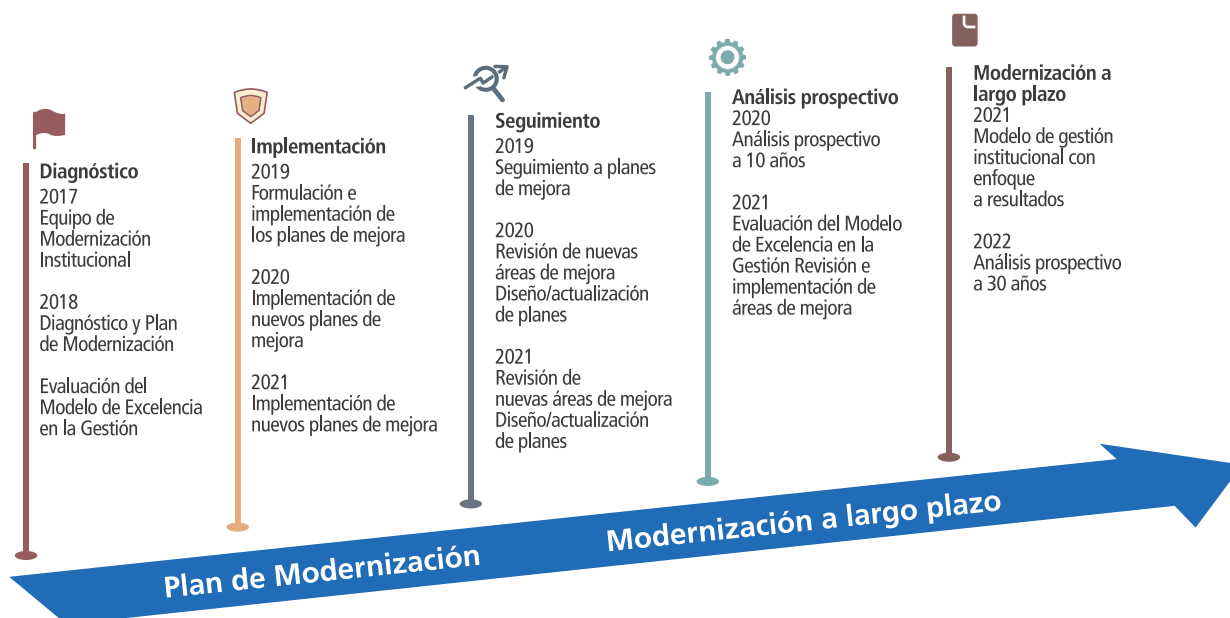 Diagnóstico
2017
Equipo de
Modernización
Institucional
2018
Diagnóstico y Plan
de Modernización
Evaluación del
Modelo de Excelencia
en la Gestión
Implementación
2019
Formulación e
implementación de
los planes de mejora
2020
Implementación de
nuevos planes de
mejora
2021
Implementación de
nuevos planes de mejora
Seguimiento
2019
Seguimiento a planes
de mejora
2020
Revisión de nuevas
áreas de mejora
Diseño/actualización
de planes
2021
Revisión de
nuevas áreas de mejora
Diseño/actualización
de planes
Análisis prospectivo
2020
Análisis prospectivo
a 10 años
2021
Evaluación del Modelo
de Excelencia en la
Gestión Revisión e
implementación de
áreas de mejora
Modernización a
largo plazo
2021
Modelo de gestión
institucional con
enfoque
a resultados
2022
Análisis prospectivo
a 30 años
Plan de Modernización
Modernización a largo plazo